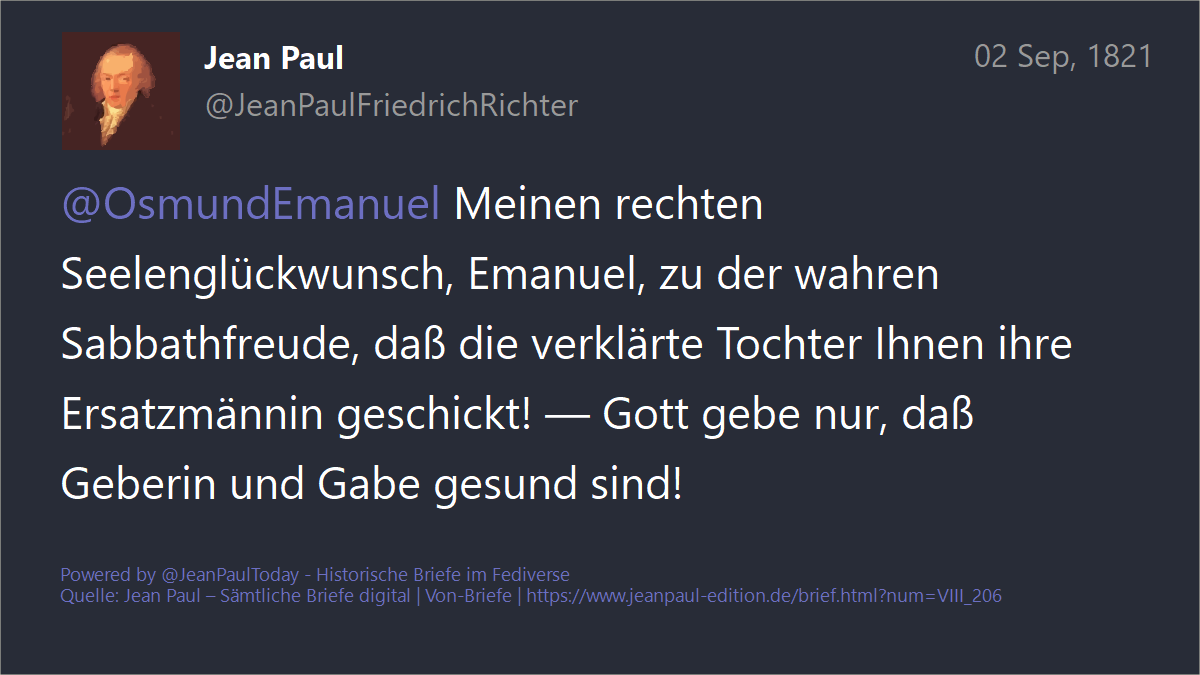 Jean Paul
02 Sep, 1821
@JeanPaulFriedrichRichter
@OsmundEmanuel Meinen rechten
Seelenglückwunsch, Emanuel, zu der wahren
Sabbathfreude, daß die verklärte Tochter Ihnen ihre
Ersatzmännin geschickt! — Gott gebe nur, daß
Geberin und Gabe gesund sind!
Powered by @JeanPaulToday - Historische Briefe im Fediverse
Quelle: Jean Paul – Sämtliche Briefe digital | Von-Briefe | https://www.jeanpaul-edition.de/brief.html?num=VIII_206